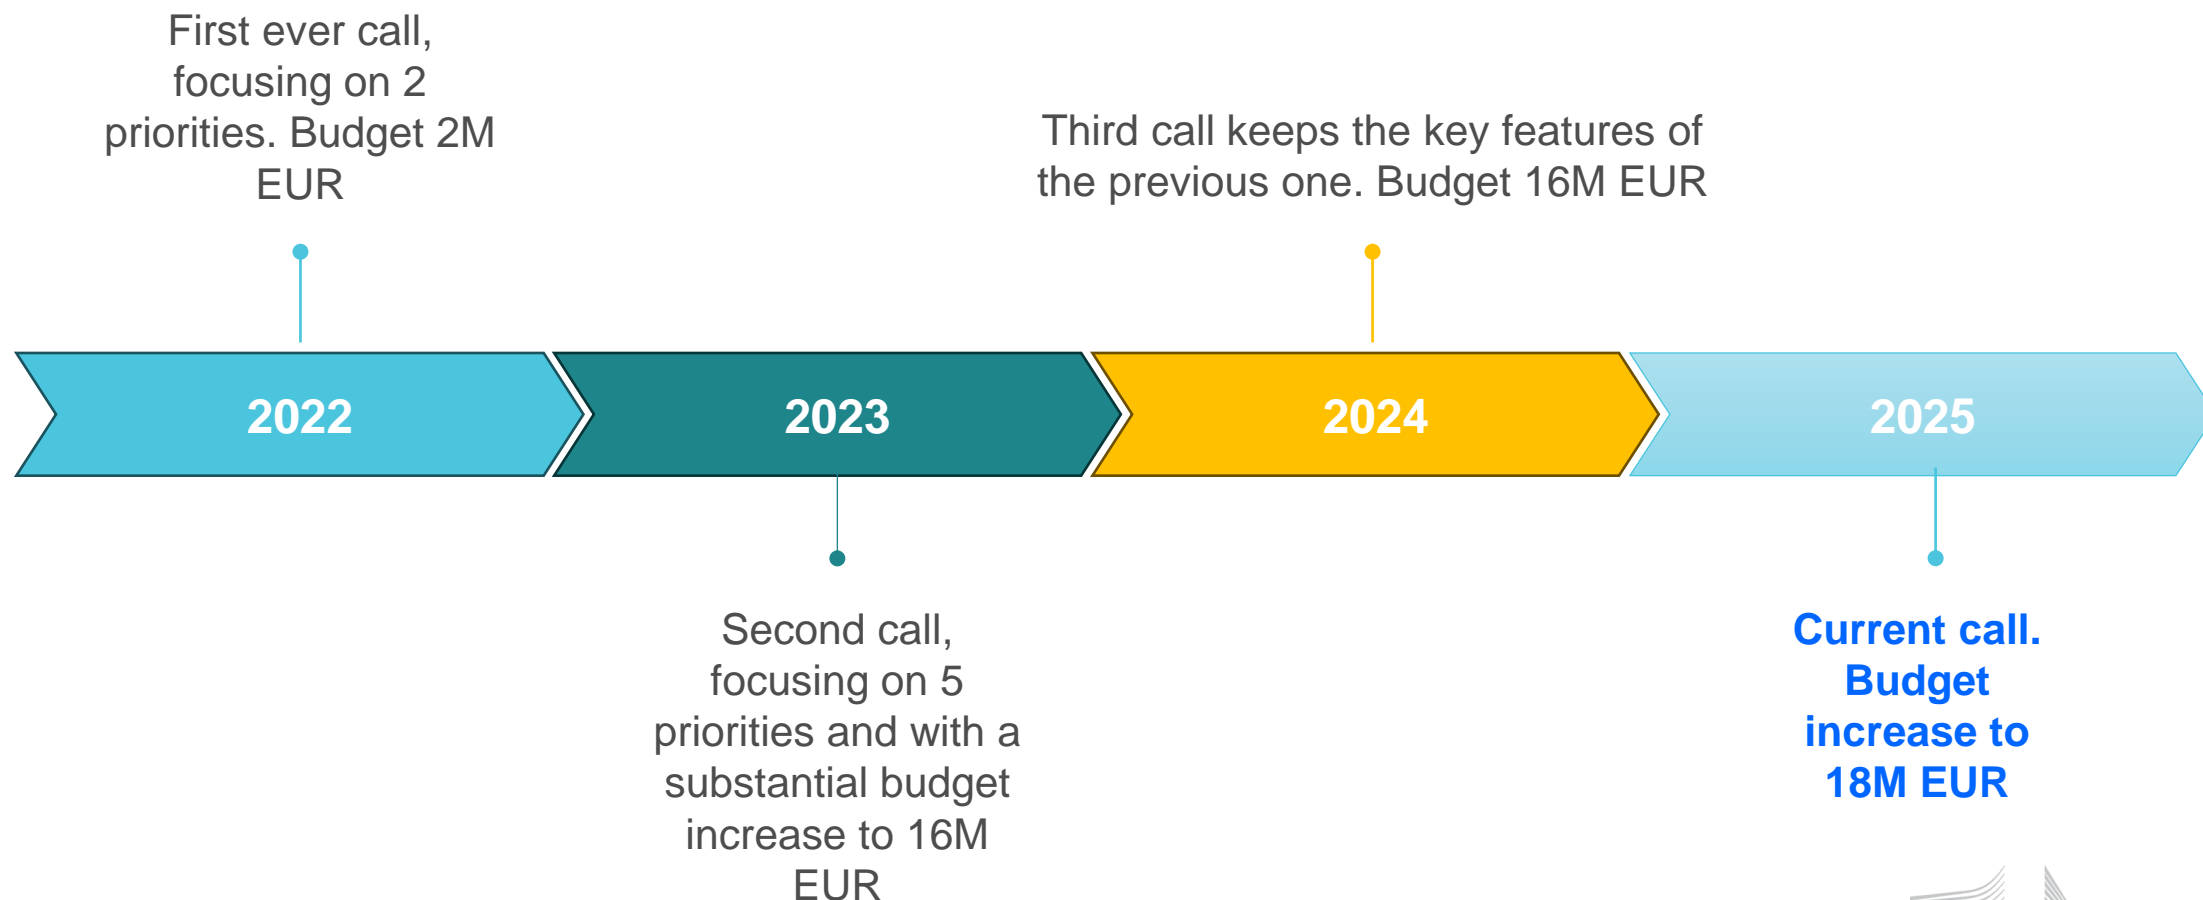 First ever call,
focusing on 2
priorities. Budget 2M
EUR
Third call keeps the key features of
the previous one. Budget 16M EUR
2022
2023
2024
2025
Second call,
focusing on 5
priorities and with a
substantial budget
increase to 16M
EUR
Current call.
Budget
increase to
18M EUR